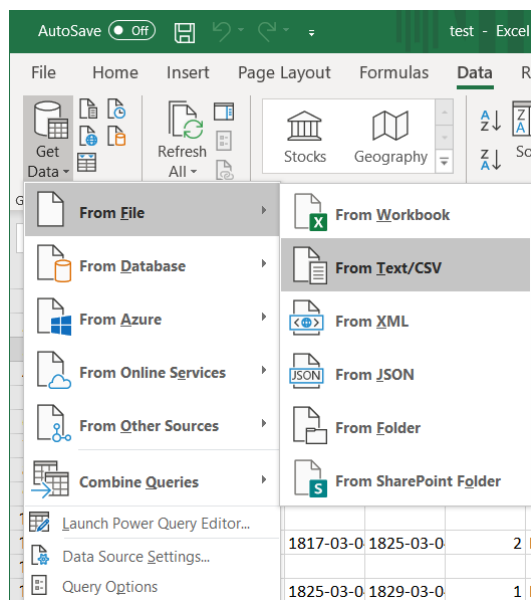 AutoSave Off test - Excel
File Home Insert Page Layout Formulas Data
Get Data
Refresh All
Stocks
Geography
From File
From Database
From Azure
From Online Services
From Other Sources
Combine Queries
Launch Power Query Editor...
Data Source Settings...
Query Options
From Workbook
From Text/CSV
From XML
JSON From JSON
From Folder
From SharePoint Folder
1817-03-0 1825-03-0 2
1825-03-0 1829-03-0 1